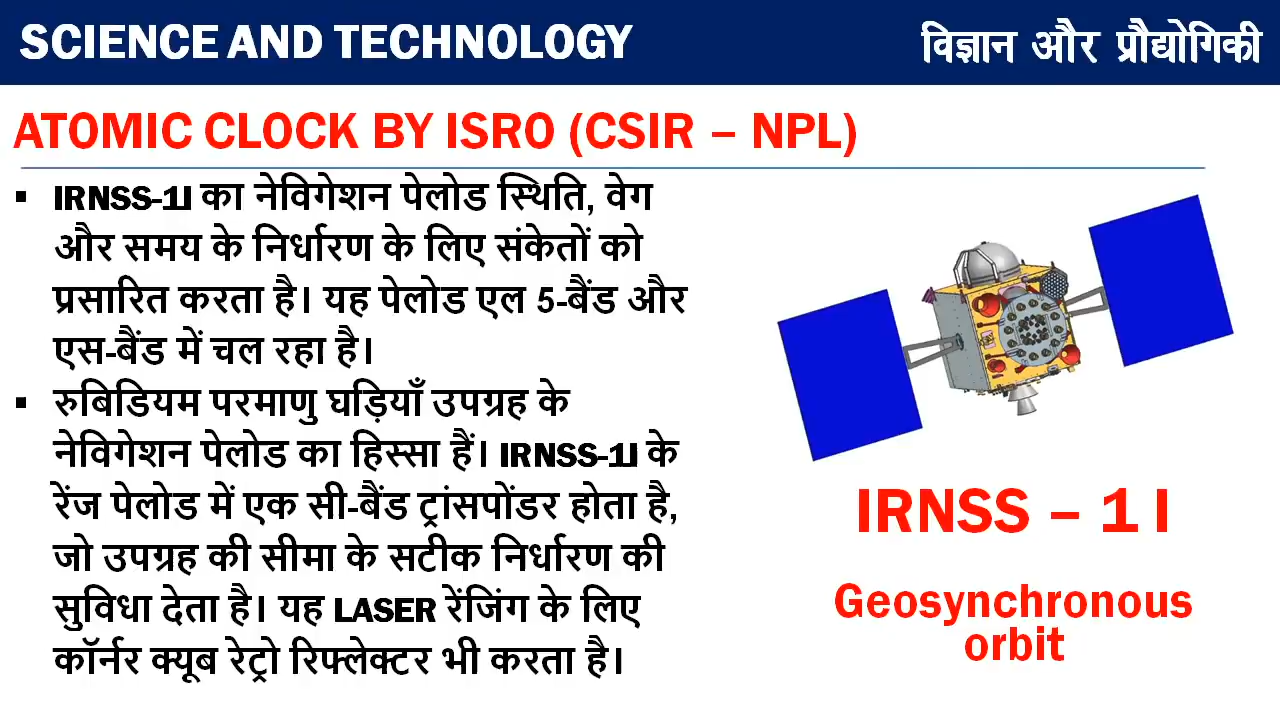 SCIENCE AND TECHNOLOGY
विज्ञान और प्रौद्योगिकी
ATOMIC CLOCK BY ISRO (CSIR – NPL)
▪ IRNSS-1I का नेविगेशन पेलोड स्थिति, वेग
और समय के निर्धारण के लिए संकेतों को
प्रसारित करता है। यह पेलोड एल 5-बैंड और
एस-बैंड में चल रहा है।
▪ रुबिडियम परमाणु घड़ियाँ उपग्रह के
नेविगेशन पेलोड का हिस्सा हैं। IRNSS-1I के
रेंज पेलोड में एक सी-बैंड ट्रांसपोंडर होता है,
जो उपग्रह की सीमा के सटीक निर्धारण की
सुविधा देता है। यह LASER रेंजिंग के लिए
कॉर्नर क्यूब रेट्रो रिफ्लेक्टर भी करता है।
IRNSS – 1 I
Geosynchronous
orbit